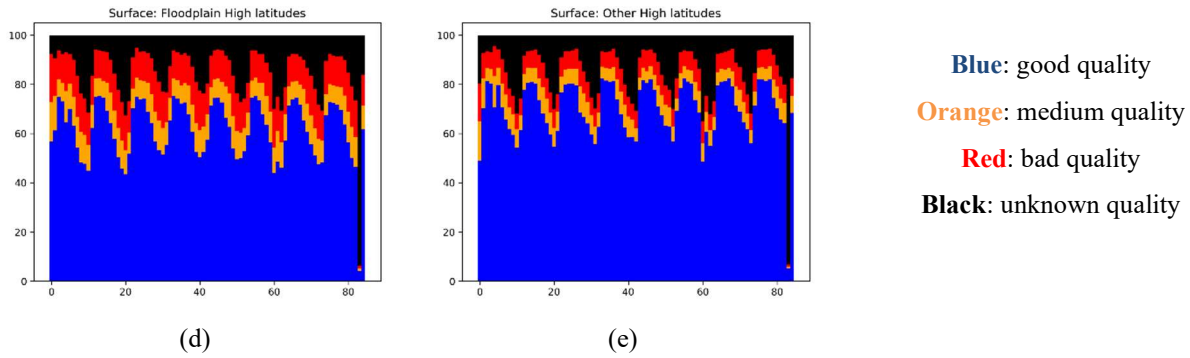 Surface: Floodplain High latitudes
100
80
60
40
20
0
0 20 40 60 80
(d)
Surface: Other High latitudes
100
80
60
40
20
0
0 20 40 60 80
(e)
Blue: good quality
Orange: medium quality
Red: bad quality
Black: unknown quality